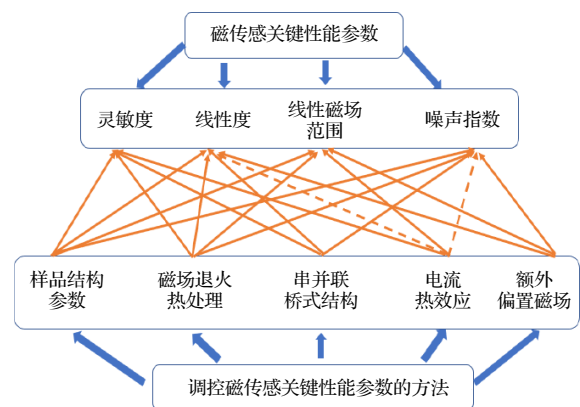 磁传感关键性能参数
灵敏度
线性度
线性磁场
范围
噪声指数
样品结构
参数
磁场退火
热处理
串并联
桥式结构
电流
热效应
额外
偏置磁场
调控磁传感关键性能参数的方法